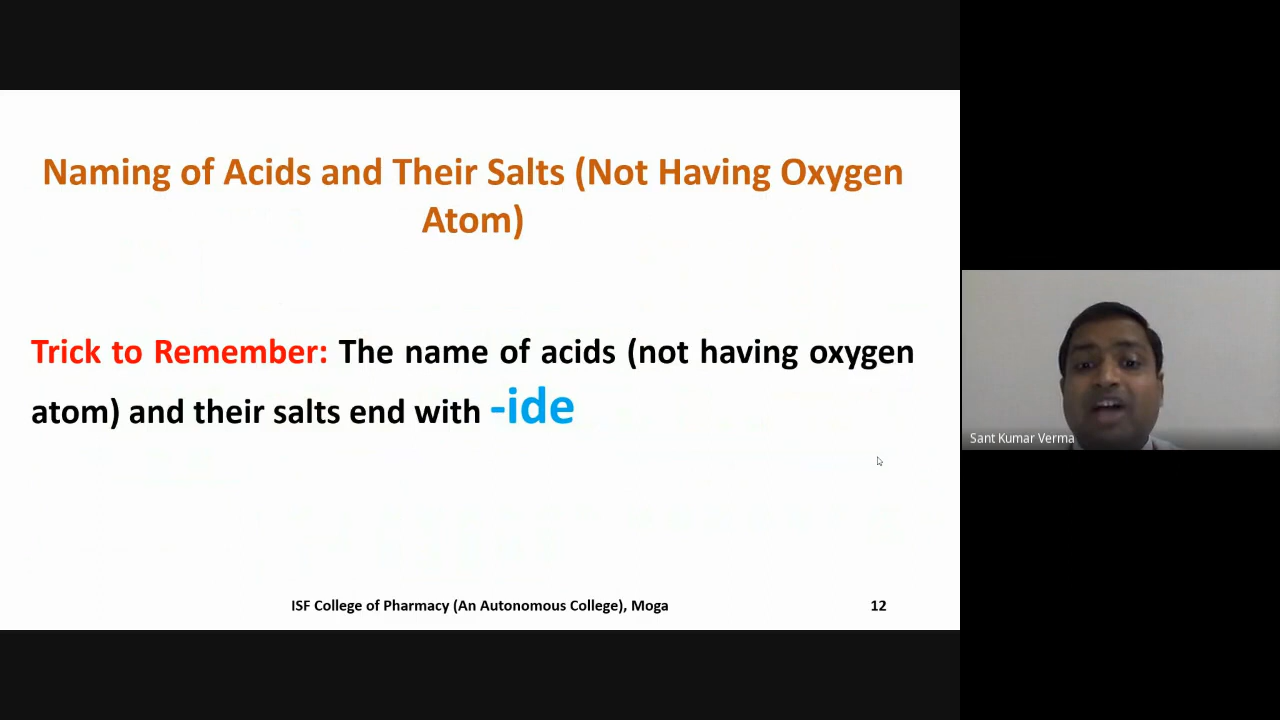 Naming of Acids and Their Salts (Not Having Oxygen
Atom)
Trick to Remember: The name of acids (not having oxygen
atom) and their salts end with -ide
Sant Kumar Verma
ISF College of Pharmacy (An Autonomous College), Moga
12